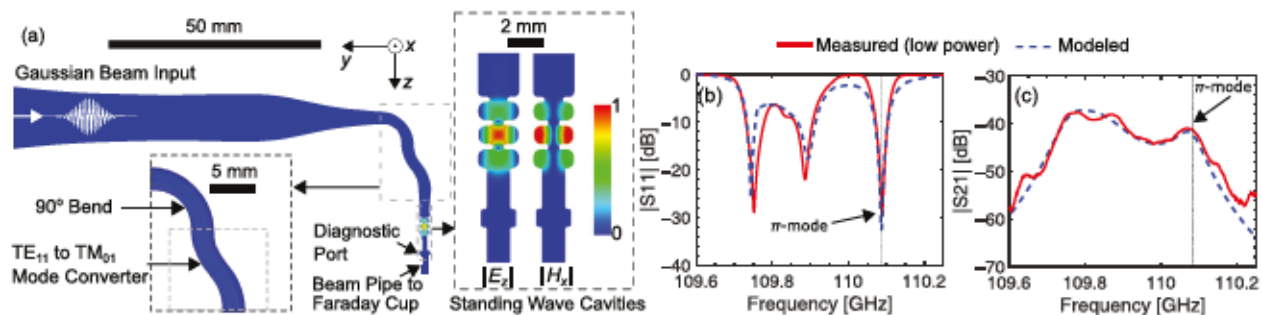 (a)
50 mm
x
y
z
Gaussian Beam Input
5 mm
90° Bend
TE11 to TM01
Mode Converter
Diagnostic
Port
Beam Pipe to
Faraday Cup
2 mm
1
0
|Ez|
|Hx|
Standing Wave Cavities
Measured (low power)
Modeled
(b)
|S11| [dB]
0
−10
−20
−30
−40
π-mode
109.6
109.8
110
110.2
Frequency [GHz]
(c)
|S21| [dB]
−30
−40
−50
−60
−70
π-mode
109.6
109.8
110
110.2
Frequency [GHz]